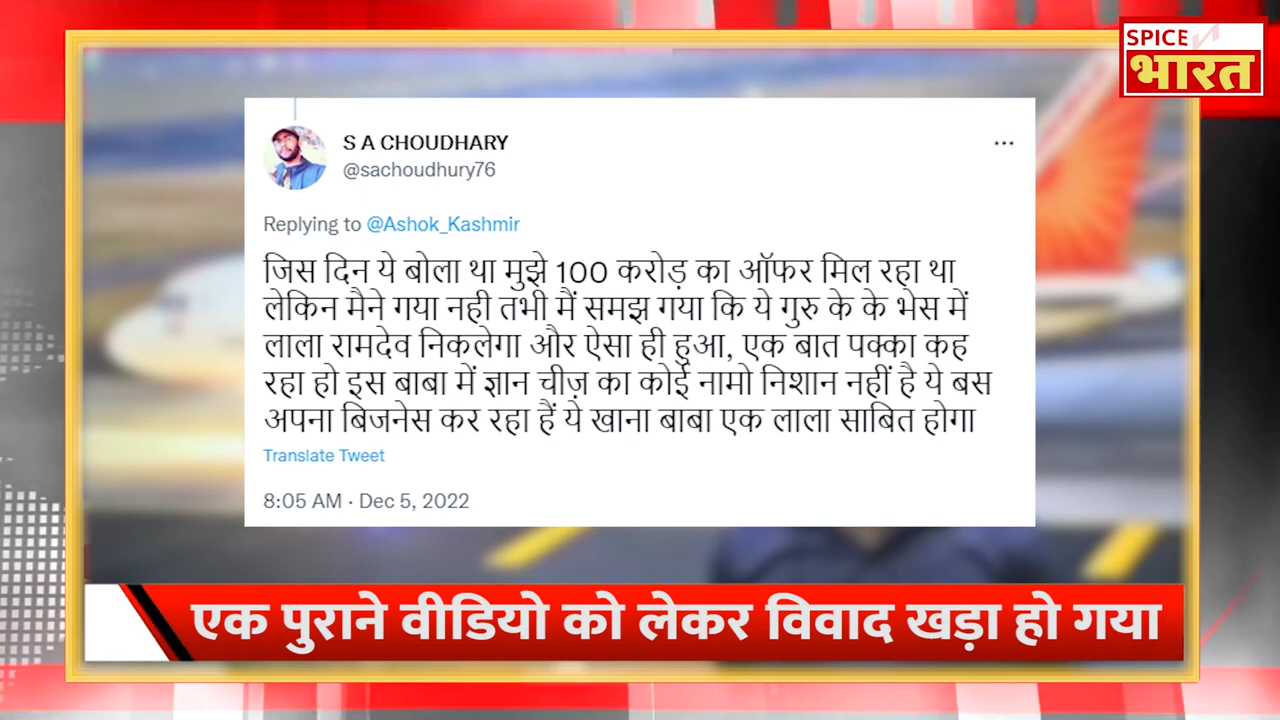 SPICE
भारत
S A CHOUDHARY
@sachoudhury76
Replying to @Ashok_Kashmir
जिस दिन ये बोला था मुझे 100 करोड़ का ऑफर मिल रहा था
लेकिन मैने गया नही तभी मैं समझ गया कि ये गुरु के के भेस में
लाला रामदेव निकलेगा और ऐसा ही हुआ, एक बात पक्का कह
रहा हो इस बाबा में ज्ञान चीज़ का कोई नामो निशान नहीं है ये बस
अपना बिजनेस कर रहा हैं ये खाना बाबा एक लाला साबित होगा
Translate Tweet
8:05 AM · Dec 5, 2022
एक पुराने वीडियो को लेकर विवाद खड़ा हो गया